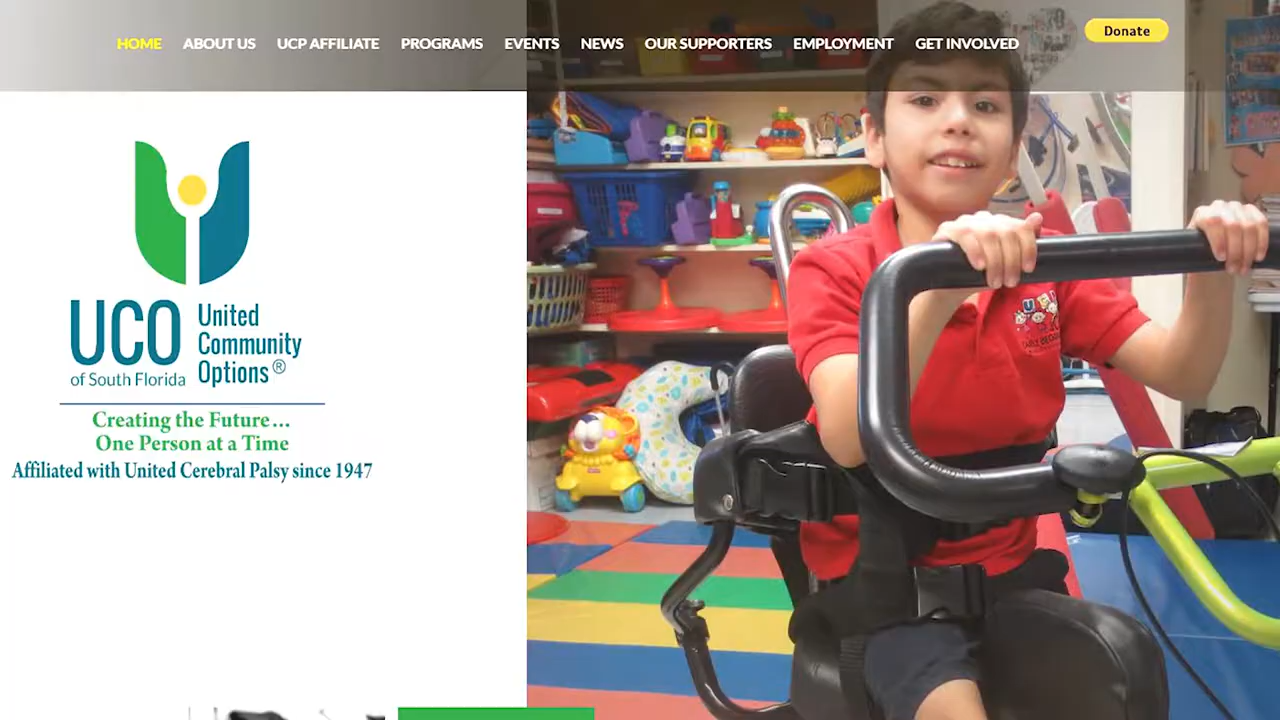 HOME ABOUT US UCP AFFILIATE PROGRAMS EVENTS NEWS OUR SUPPORTERS EMPLOYMENT GET INVOLVED Donate
UCO
of South Florida
United
Community
Options®
Creating the Future...
One Person at a Time
Affiliated with United Cerebral Palsy since 1947